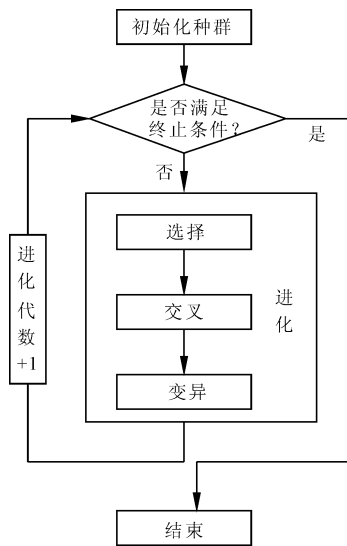 初始化种群
是否满足
终止条件?
是
否
选择
进
化
代
数
+1
交叉
进
化
变异
结束